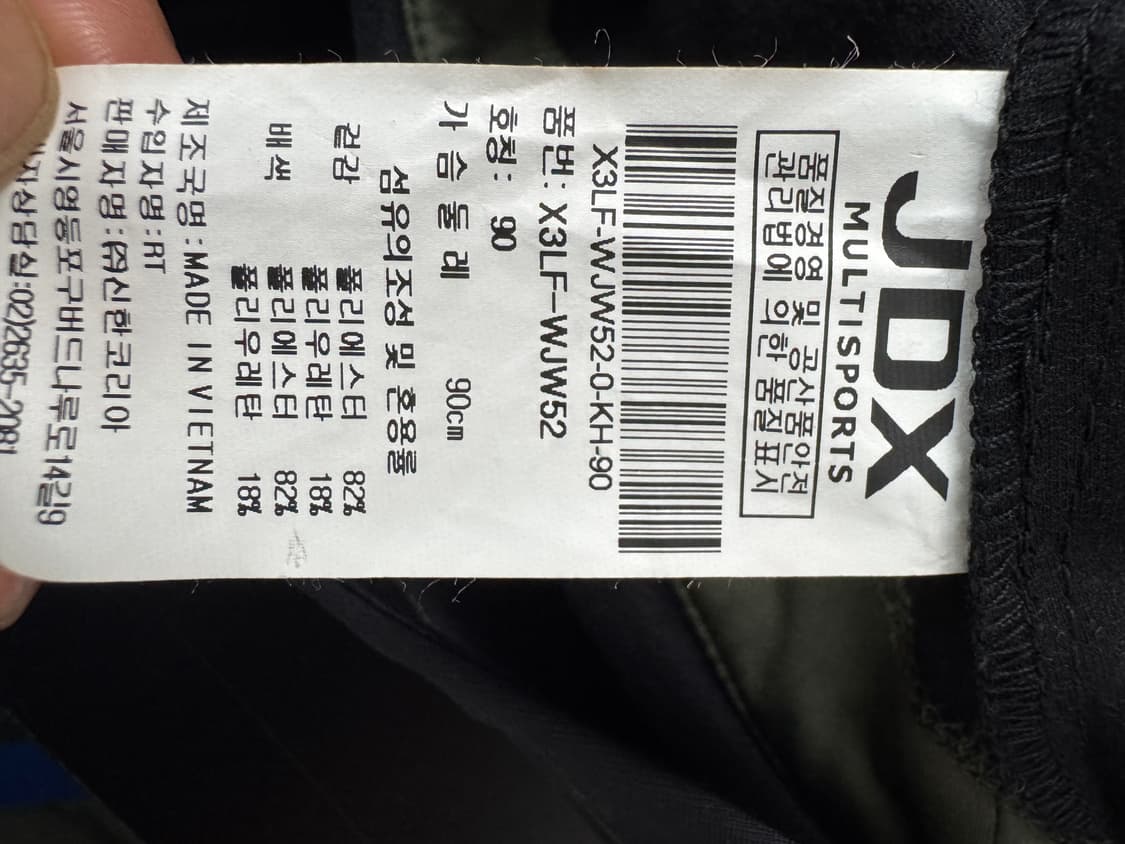 JDX
MULTISPORTS
품질경영 및 공산품안전
관리법에 의한 품질표시
X3LF-WJW52-0-KH-90
품번: X3LF-WJW52
호칭: 90
가슴둘레 90cm
섬유의조성 및 혼용률
겉감 폴리에스터 82%
폴리우레탄 18%
배색 폴리에스터 82%
폴리우레탄 18%
제조국명:MADE IN VIETNAM
수입자명:RT
판매자명:(주)신한코리아
서울시영등포구버드나루로14길9
상담실:02)2635-2081